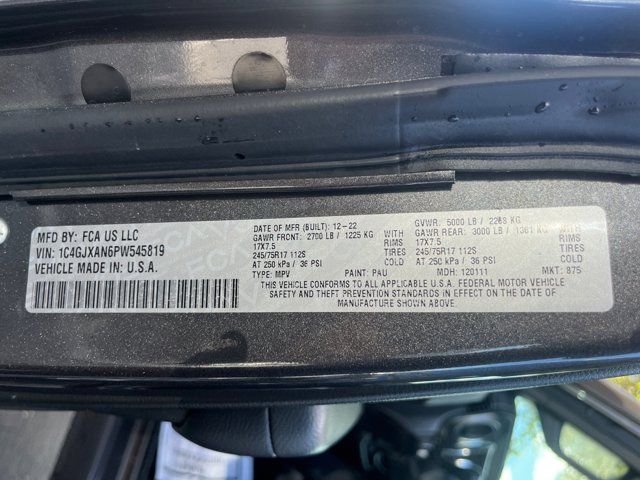 MFD BY: FCA US LLC
VIN: 1C4GJXAN6PW545819
VEHICLE MADE IN: U.S.A.
DATE OF MFR (BUILT): 12-22 GVWR: 5000 LB / 2268 KG
GAWR FRONT: 2700 LB / 1225 KG WITH GAWR REAR: 3000 LB / 1361 KG WITH
17X7.5 RIMS 17X7.5 RIMS
245/75R17 112S TIRES 245/75R17 112S TIRES
AT 250 kPa / 36 PSI COLD AT 250 kPa / 36 PSI COLD
TYPE: MPV PAINT: PAU MDH: 120111 MKT: 875
THIS VEHICLE CONFORMS TO ALL APPLICABLE U.S.A. FEDERAL MOTOR VEHICLE
SAFETY AND THEFT PREVENTION STANDARDS IN EFFECT ON THE DATE OF
MANUFACTURE SHOWN ABOVE.